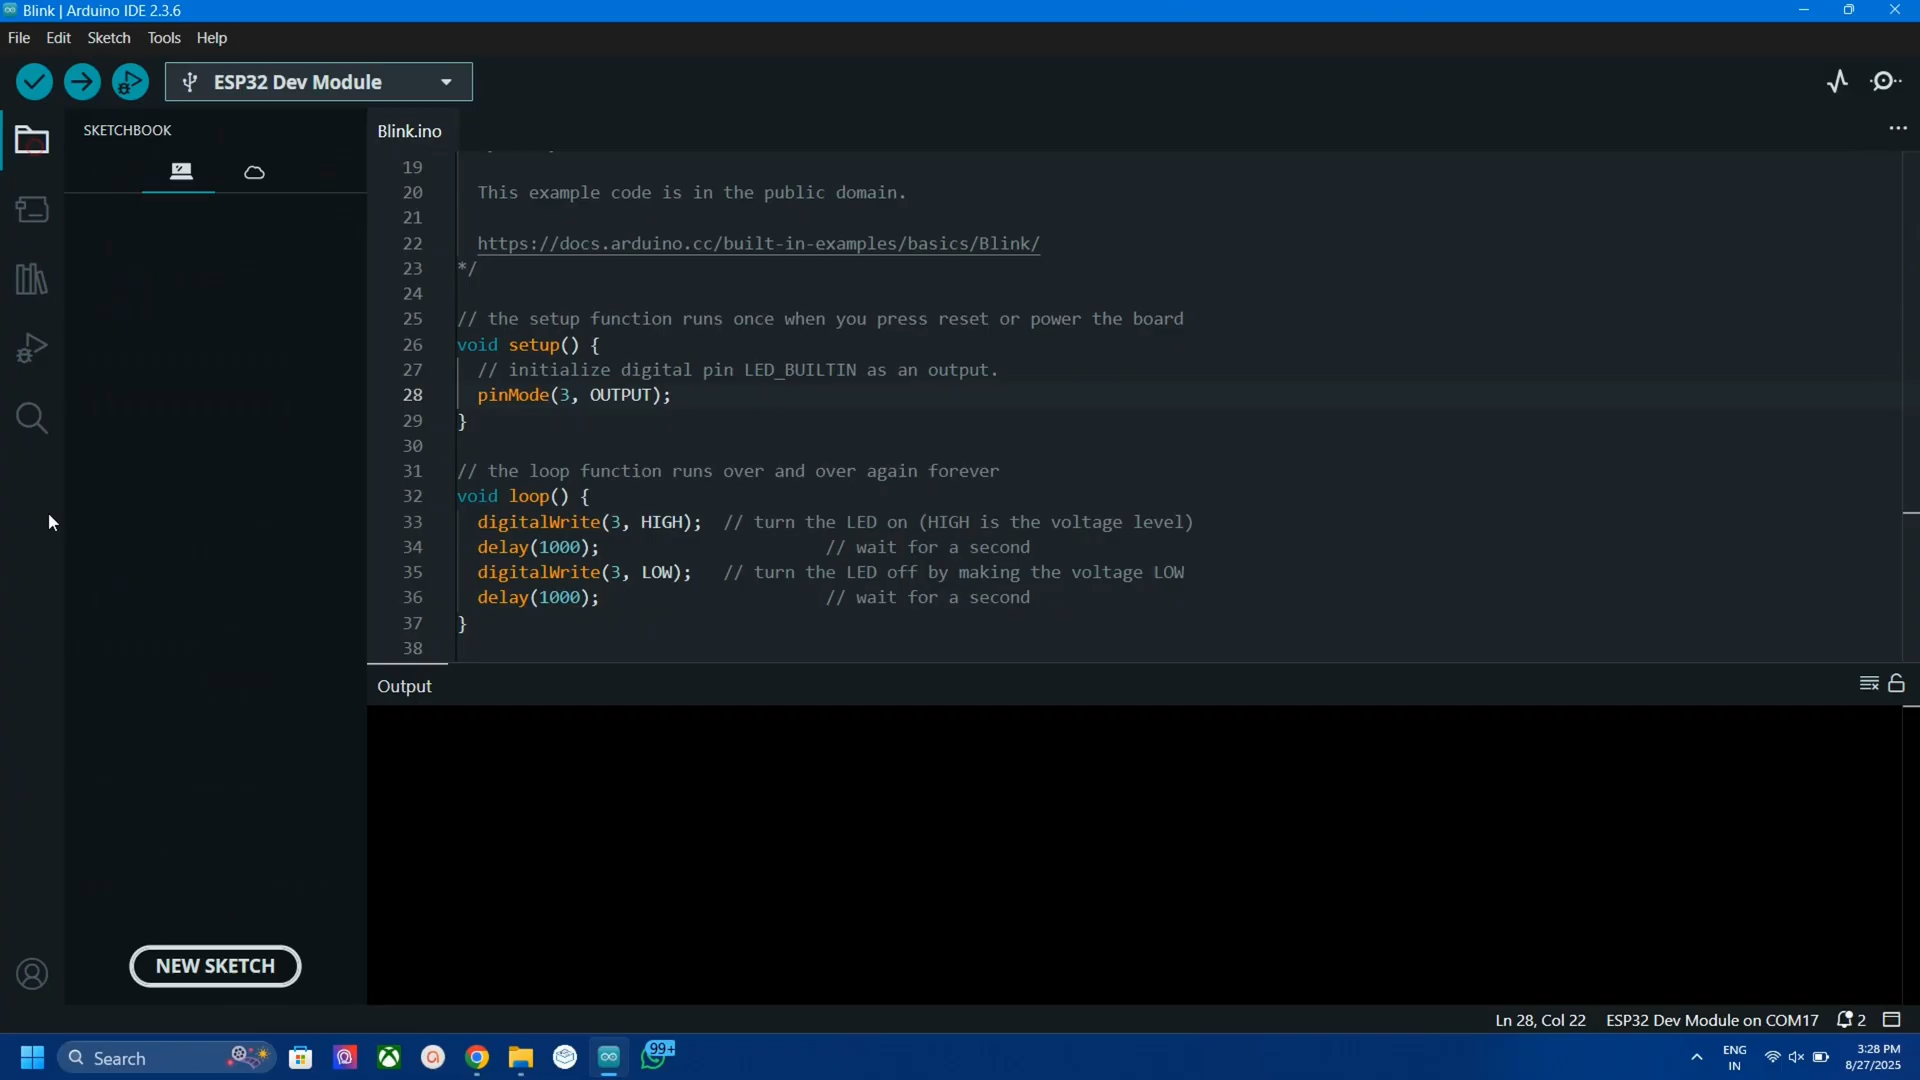 Blink | Arduino IDE 2.3.6
File Edit Sketch Tools Help
ESP32 Dev Module
SKETCHBOOK
Blink.ino
19
20 This example code is in the public domain.
21
22 https://docs.arduino.cc/built-in-examples/basics/Blink/
23 */
24
25 // the setup function runs once when you press reset or power the board
26 void setup() {
27 // initialize digital pin LED_BUILTIN as an output.
28 pinMode(3, OUTPUT);
29 }
30
31 // the loop function runs over and over again forever
32 void loop() {
33 digitalWrite(3, HIGH); // turn the LED on (HIGH is the voltage level)
34 delay(1000); // wait for a second
35 digitalWrite(3, LOW); // turn the LED off by making the voltage LOW
36 delay(1000); // wait for a second
37 }
38
Output
NEW SKETCH
Ln 28, Col 22 ESP32 Dev Module on COM17 2
Search
99+
ENG
IN
3:28 PM
8/27/2025